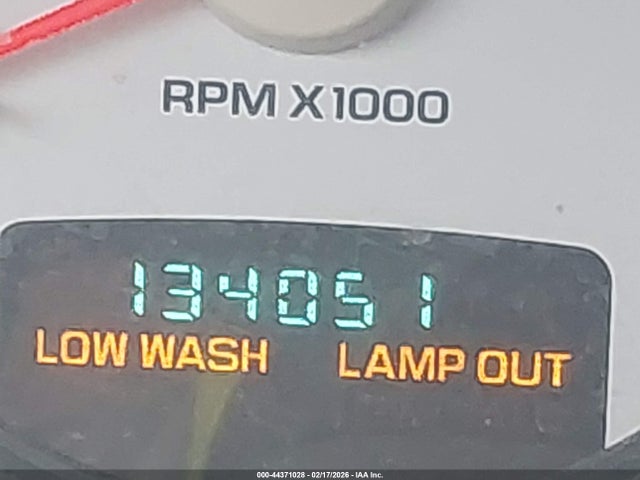 RPM X1000
134051
LOW WASH LAMP OUT
000-44371028 - 02/17/2026 - IAA Inc.